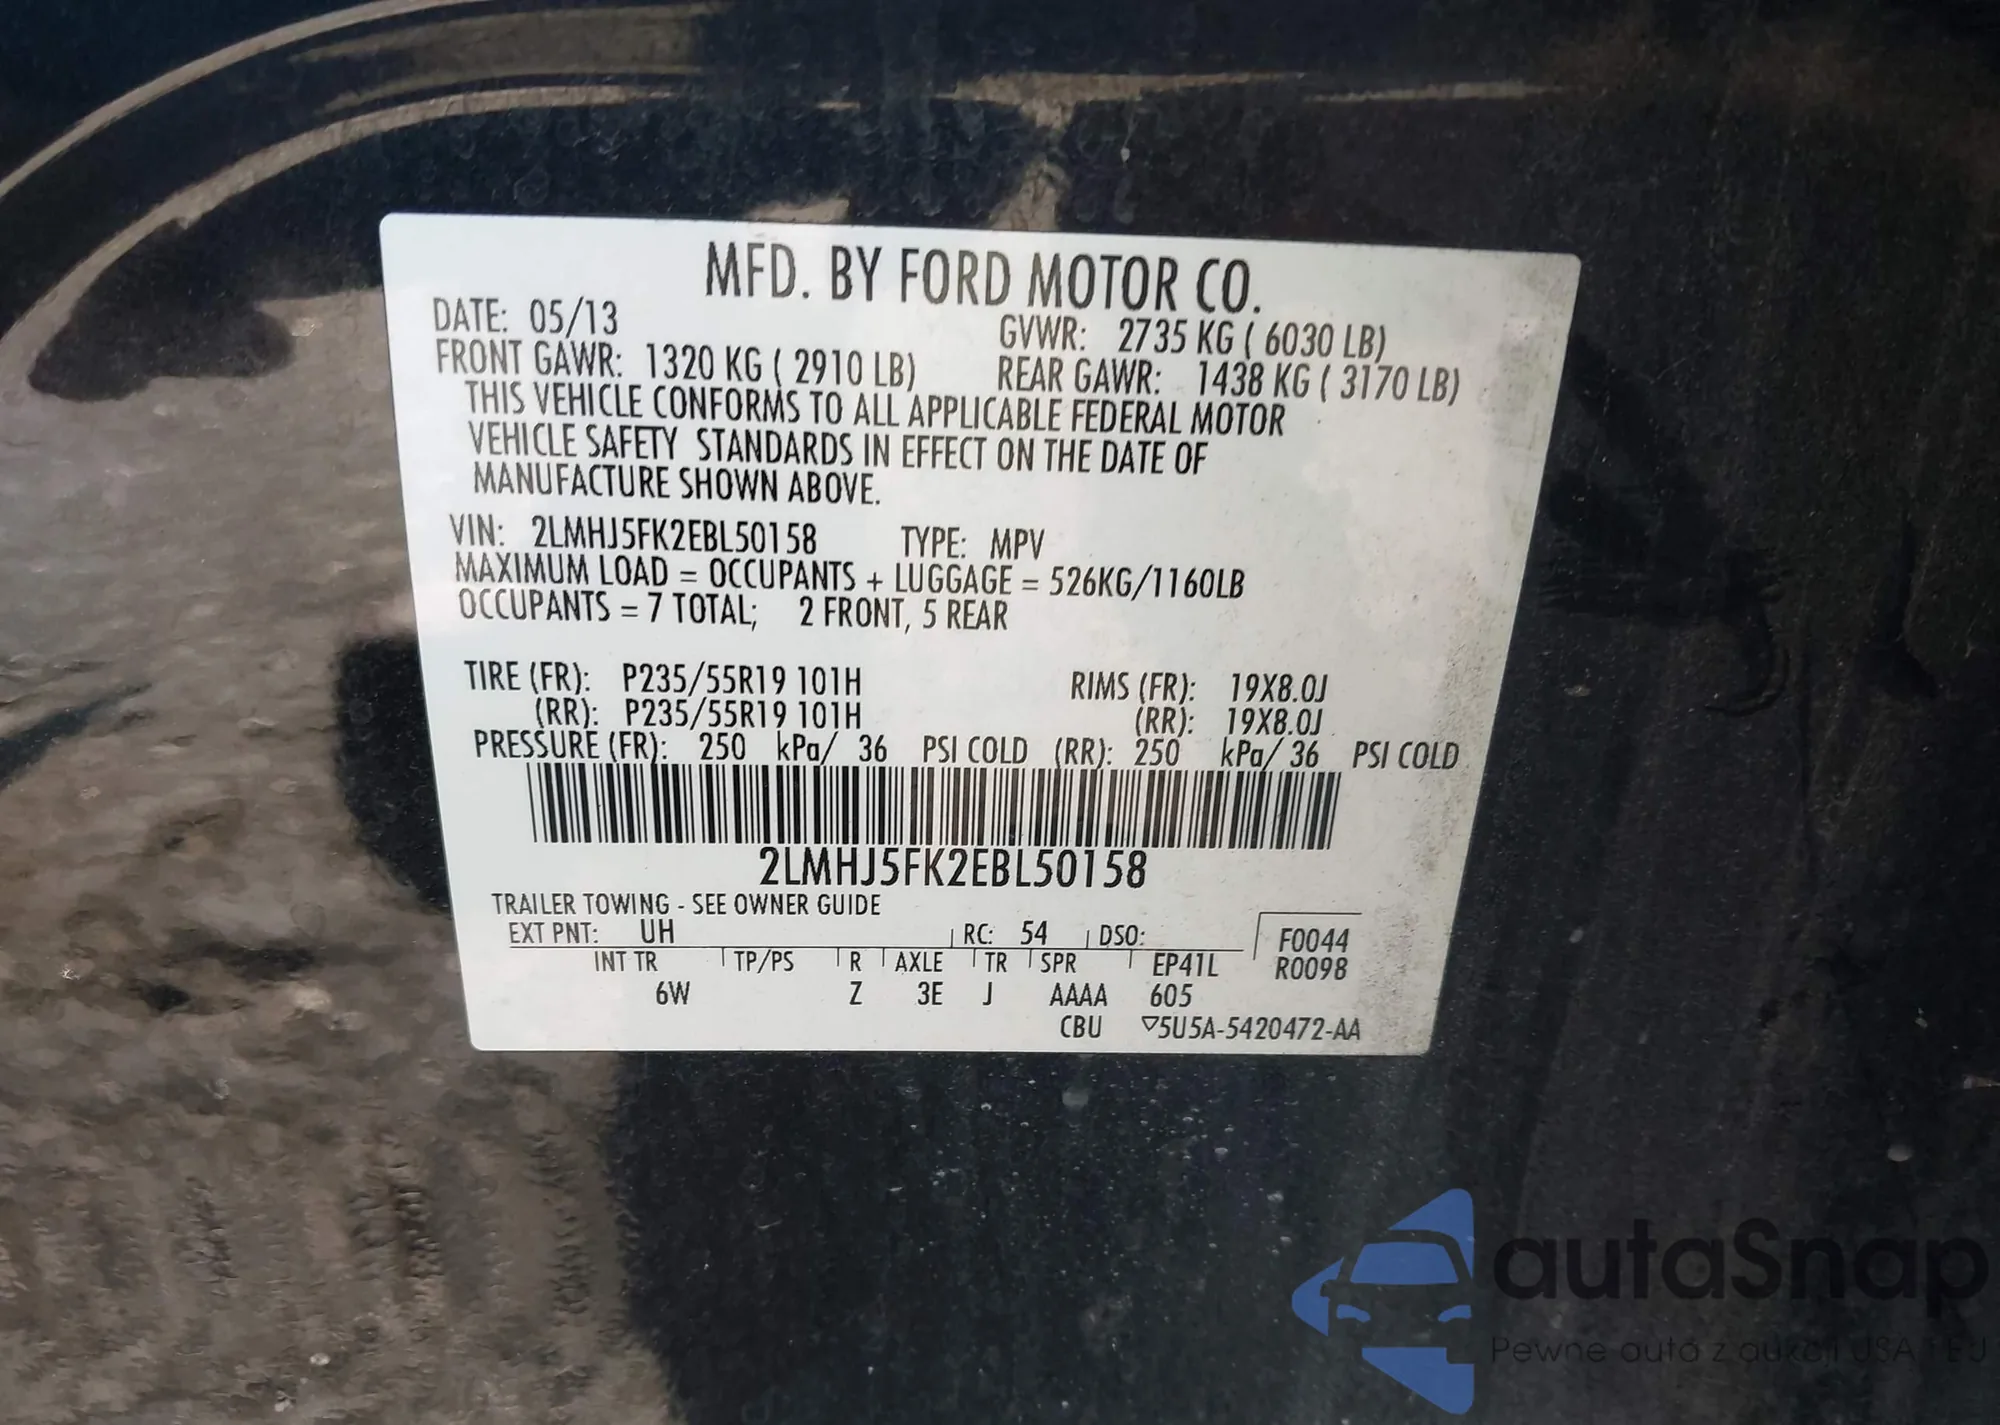 MFD. BY FORD MOTOR CO.
DATE: 05/13 GVWR: 2735 KG ( 6030 LB)
FRONT GAWR: 1320 KG ( 2910 LB) REAR GAWR: 1438 KG ( 3170 LB)
THIS VEHICLE CONFORMS TO ALL APPLICABLE FEDERAL MOTOR
VEHICLE SAFETY STANDARDS IN EFFECT ON THE DATE OF
MANUFACTURE SHOWN ABOVE.
VIN: 2LMHJ5FK2EBL50158 TYPE: MPV
MAXIMUM LOAD = OCCUPANTS + LUGGAGE = 526KG/1160LB
OCCUPANTS = 7 TOTAL; 2 FRONT, 5 REAR
TIRE (FR): P235/55R19 101H RIMS (FR): 19X8.0J
(RR): P235/55R19 101H (RR): 19X8.0J
PRESSURE (FR): 250 kPa/ 36 PSI COLD (RR): 250 kPa/ 36 PSI COLD
2LMHJ5FK2EBL50158
TRAILER TOWING - SEE OWNER GUIDE
EXT PNT: UH RC: 54 DSO: F0044
INT TR TP/PS R AXLE TR SPR EP41L R0098
6W Z 3E J AAAA 605
CBU ▽5U5A-5420472-AA
autaSnap
Pewne auta z aukcji USA i EU